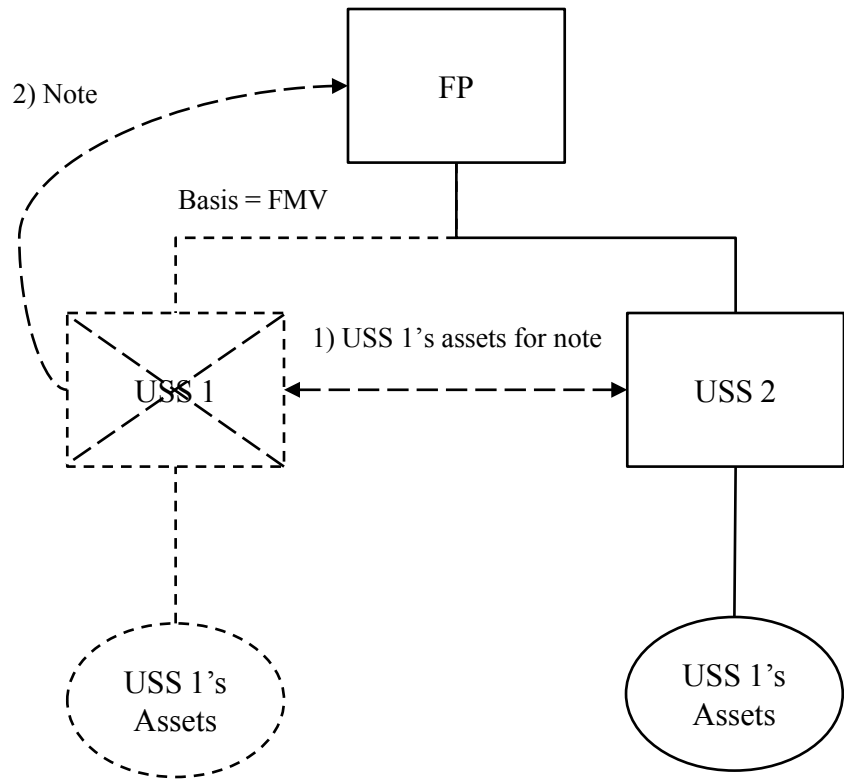 2) Note
FP
Basis = FMV
1) USS 1’s assets for note
USS 1
USS 2
USS 1’s
Assets
USS 1’s
Assets